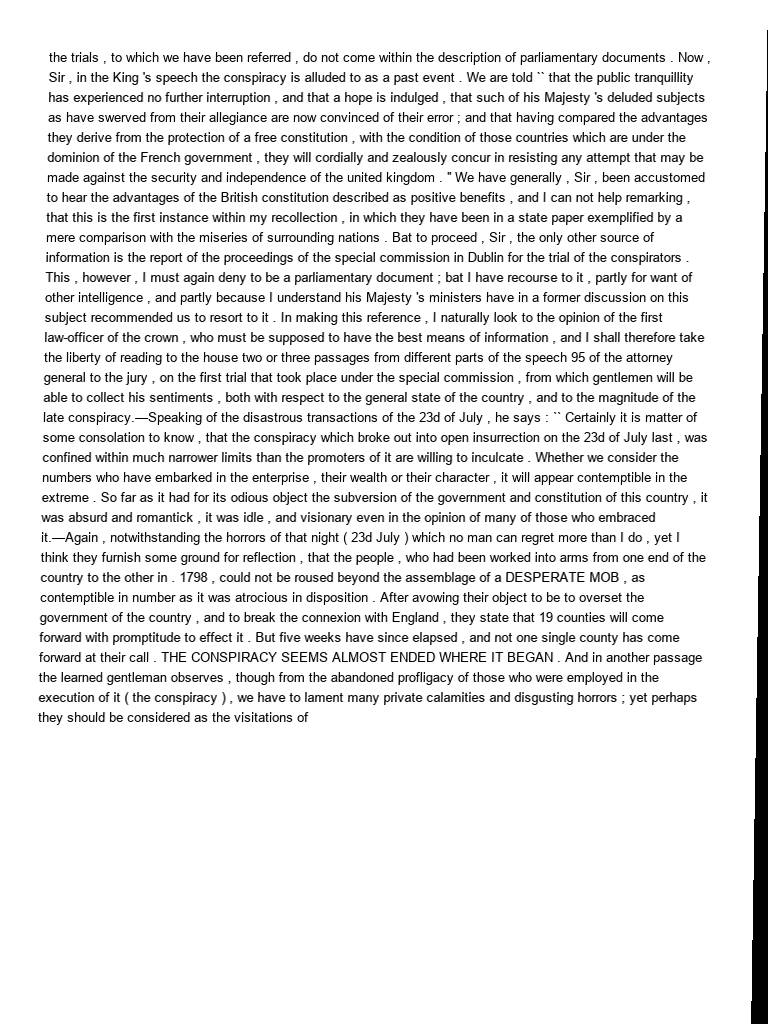 the trials , to which we have been referred , do not come within the description of parliamentary documents . Now ,
Sir , in the King 's speech the conspiracy is alluded to as a past event . We are told `` that the public tranquillity
has experienced no further interruption , and that a hope is indulged , that such of his Majesty 's deluded subjects
as have swerved from their allegiance are now convinced of their error ; and that having compared the advantages
they derive from the protection of a free constitution , with the condition of those countries which are under the
dominion of the French government , they will cordially and zealously concur in resisting any attempt that may be
made against the security and independence of the united kingdom . " We have generally , Sir , been accustomed
to hear the advantages of the British constitution described as positive benefits , and I can not help remarking ,
that this is the first instance within my recollection , in which they have been in a state paper exemplified by a
mere comparison with the miseries of surrounding nations . Bat to proceed , Sir , the only other source of
information is the report of the proceedings of the special commission in Dublin for the trial of the conspirators .
This , however , I must again deny to be a parliamentary document ; bat I have recourse to it , partly for want of
other intelligence , and partly because I understand his Majesty 's ministers have in a former discussion on this
subject recommended us to resort to it . In making this reference , I naturally look to the opinion of the first
law-officer of the crown , who must be supposed to have the best means of information , and I shall therefore take
the liberty of reading to the house two or three passages from different parts of the speech 95 of the attorney
general to the jury , on the first trial that took place under the special commission , from which gentlemen will be
able to collect his sentiments , both with respect to the general state of the country , and to the magnitude of the
late conspiracy.—Speaking of the disastrous transactions of the 23d of July , he says : `` Certainly it is matter of
some consolation to know , that the conspiracy which broke out into open insurrection on the 23d of July last , was
confined within much narrower limits than the promoters of it are willing to inculcate . Whether we consider the
numbers who have embarked in the enterprise , their wealth or their character , it will appear contemptible in the
extreme . So far as it had for its odious object the subversion of the government and constitution of this country , it
was absurd and romantick , it was idle , and visionary even in the opinion of many of those who embraced
it.—Again , notwithstanding the horrors of that night ( 23d July ) which no man can regret more than I do , yet I
think they furnish some ground for reflection , that the people , who had been worked into arms from one end of the
country to the other in . 1798 , could not be roused beyond the assemblage of a DESPERATE MOB , as
contemptible in number as it was atrocious in disposition . After avowing their object to be to overset the
government of the country , and to break the connexion with England , they state that 19 counties will come
forward with promptitude to effect it . But five weeks have since elapsed , and not one single county has come
forward at their call . THE CONSPIRACY SEEMS ALMOST ENDED WHERE IT BEGAN . And in another passage
the learned gentleman observes , though from the abandoned profligacy of those who were employed in the
execution of it ( the conspiracy ) , we have to lament many private calamities and disgusting horrors ; yet perhaps
they should be considered as the visitations of